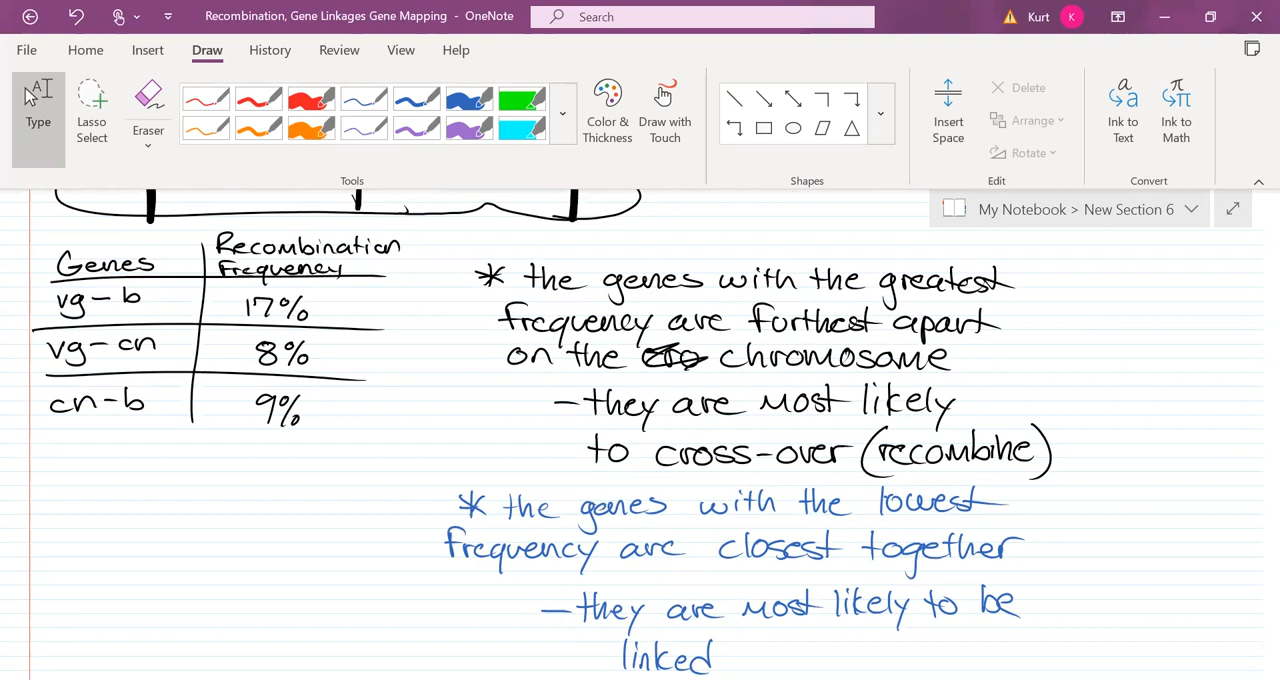 Recombination, Gene Linkages Gene Mapping - OneNote
Search
Kurt
K
File Home Insert Draw History Review View Help
Type
Lasso Select
Eraser
Color & Thickness
Draw with Touch
Insert Space
Delete
Arrange
Rotate
Ink to Text
Ink to Math
Tools
Shapes
Edit
Convert
My Notebook > New Section 6
Genes Recombination Frequency
vg-b 17%
vg-cn 8%
cn-b 9%
* the genes with the greatest
frequency are furthest apart
on the chromosome
- they are most likely
to cross-over (recombine)
* the genes with the lowest
frequency are closest together
- they are most likely to be
linked